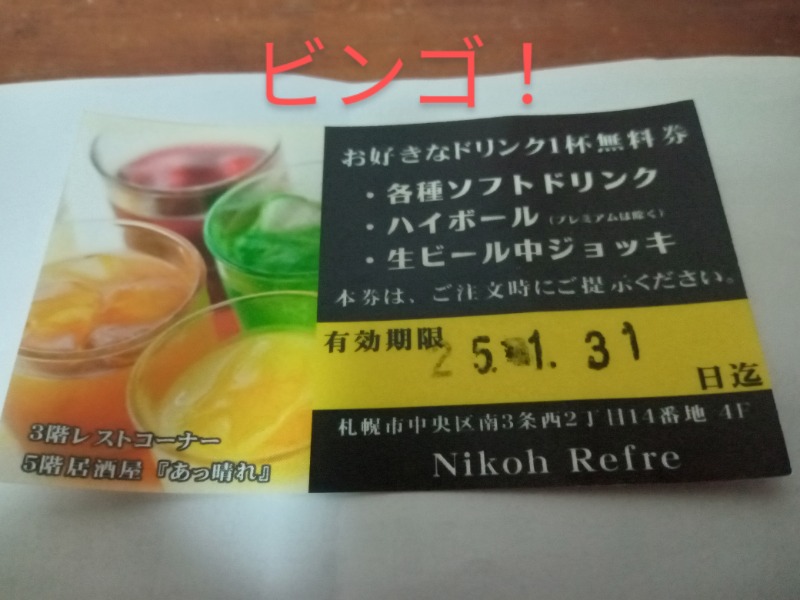 ビンゴ！
お好きなドリンク1杯無料券
・各種ソフトドリンク
・ハイボール（プレミアムは除く）
・生ビール中ジョッキ
本券は、ご注文時にご提示ください。
有効期限
25.1.31
日迄
札幌市中央区南3条西2丁目14番地 4F
Nikoh Refre
3階レストコーナー
5階居酒屋『あっ晴れ』